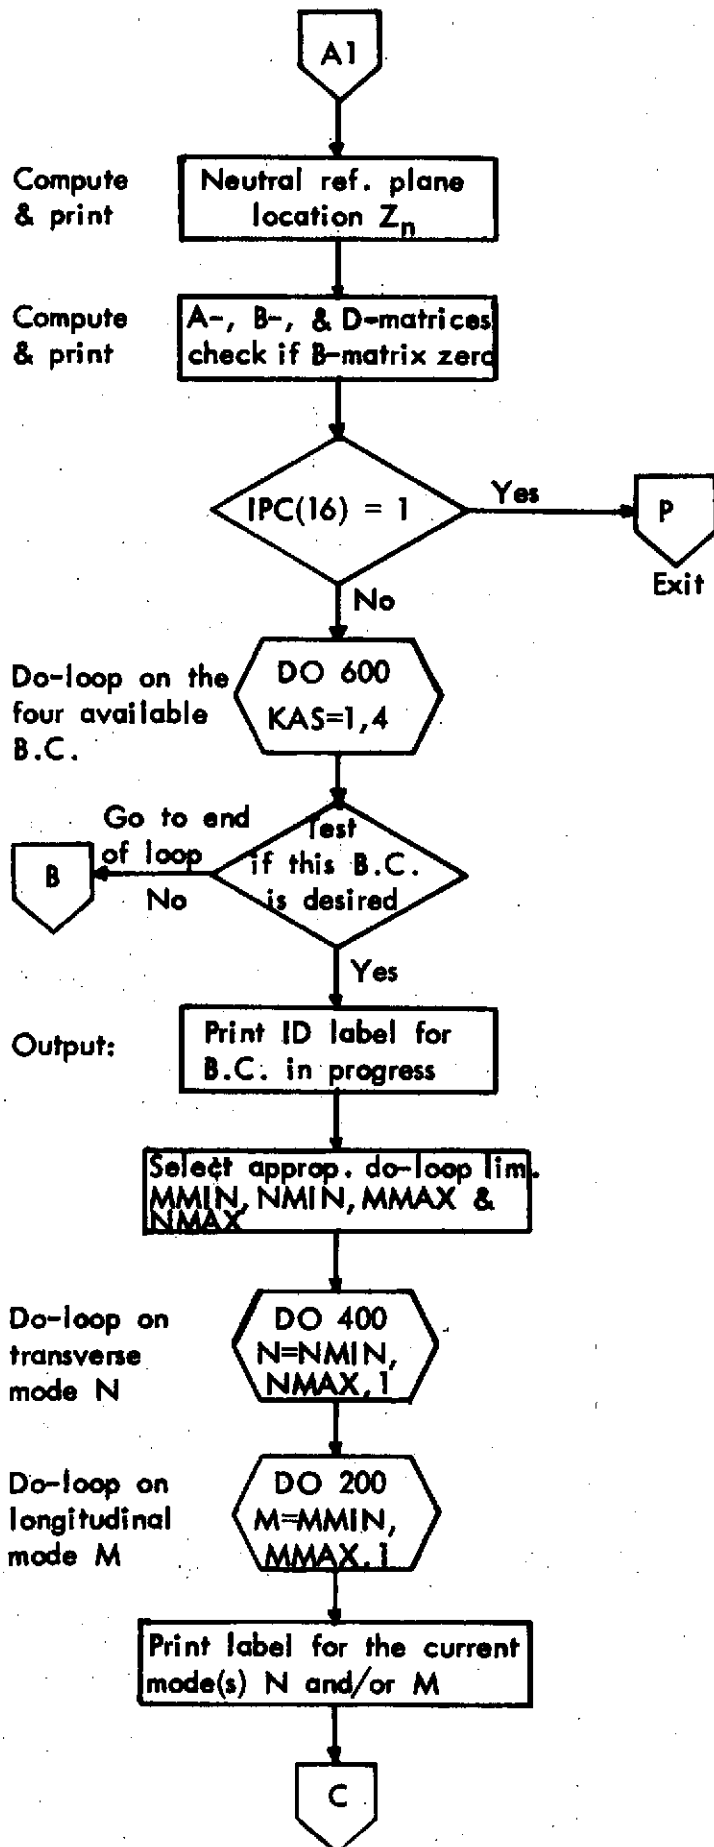 A1
Compute
& print
Neutral ref. plane
location Zn
Compute
& print
A-, B-, & D-matrices
check if B-matrix zero
IPC(16) = 1
Yes
P
Exit
No
Do-loop on the
four available
B.C.
DO 600
KAS=1,4
Go to end
of loop
No
B
Test
if this B.C.
is desired
Yes
Output:
Print ID label for
B.C. in progress
Select approp. do-loop lim.
MMIN, NMIN, MMAX &
NMAX
Do-loop on
transverse
mode N
DO 400
N=NMIN,
NMAX,1
Do-loop on
longitudinal
mode M
DO 200
M=MMIN,
MMAX,1
Print label for the current
mode(s) N and/or M
C